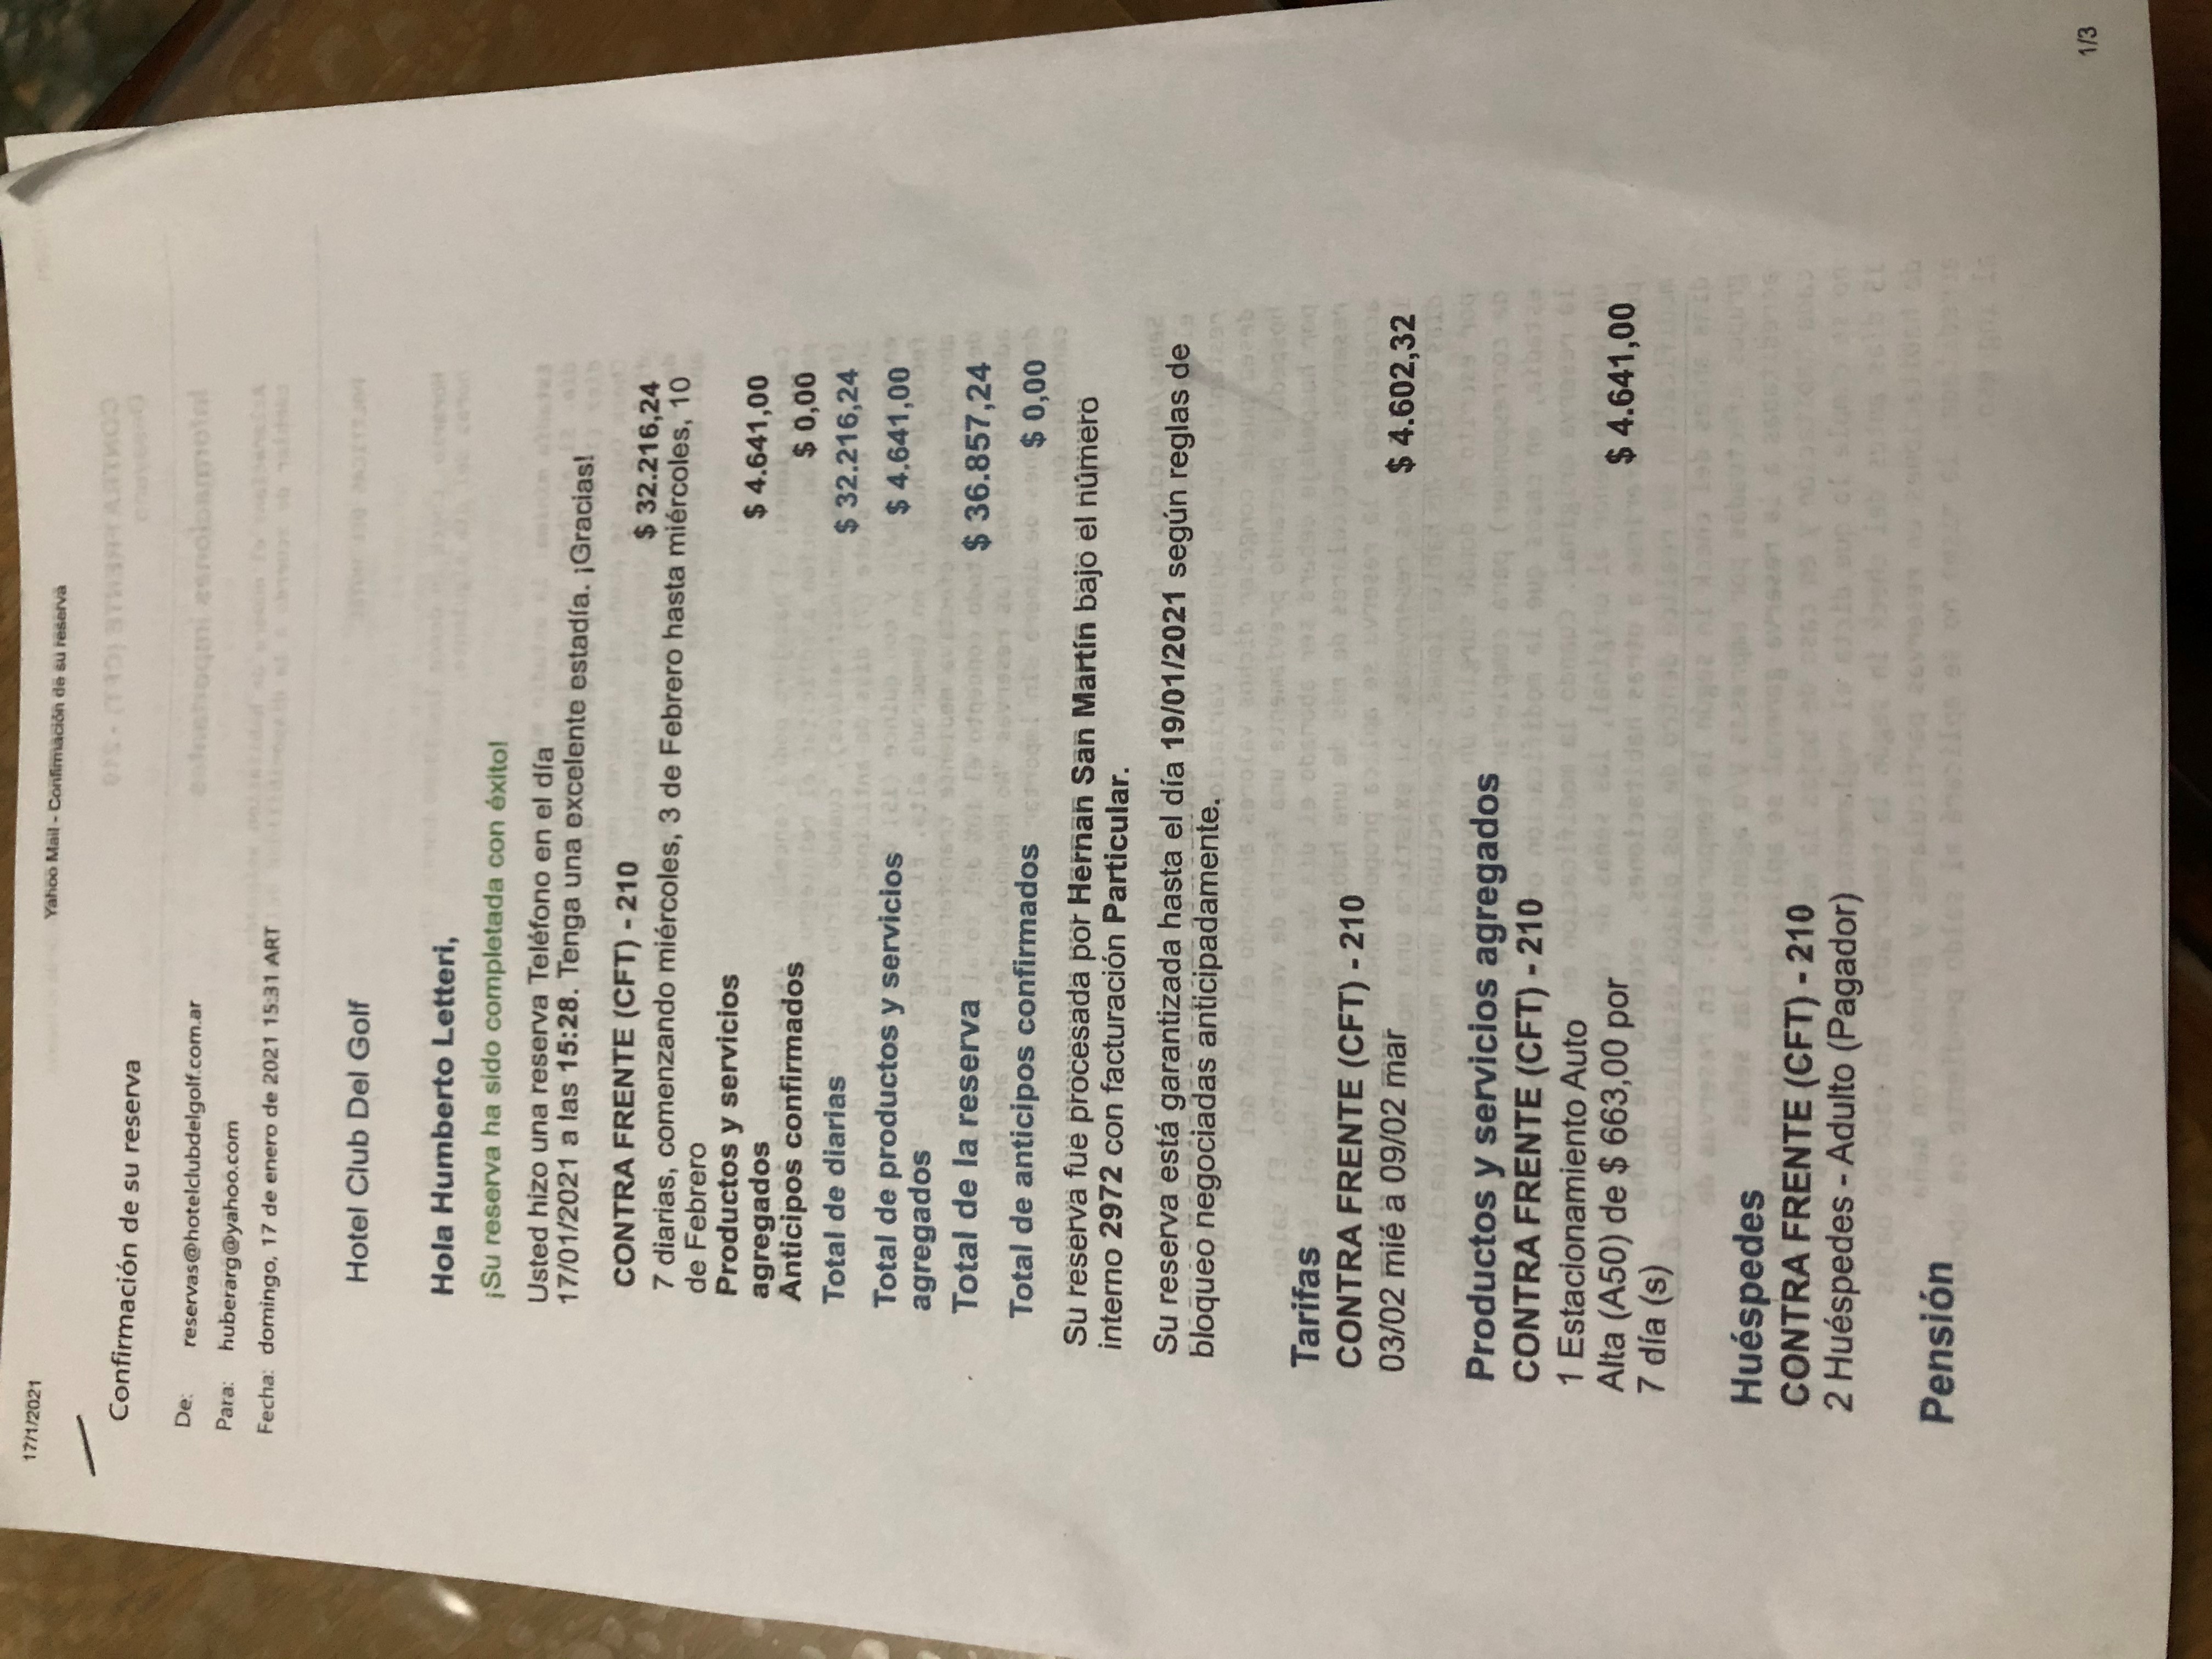 17/1/2021
Yahoo Mail - Confirmación de su reserva
Confirmación de su reserva
De: reservas@hotelclubdelgolf.com.ar
Para: huberarg@yahoo.com
Fecha: domingo, 17 de enero de 2021 15:31 ART
Hotel Club Del Golf
Hola Humberto Letteri,
¡Su reserva ha sido completada con éxito!
Usted hizo una reserva Teléfono en el día
17/01/2021 a las 15:28. Tenga una excelente estadía. ¡Gracias!
CONTRA FRENTE (CFT) - 210 $ 32.216,24
7 diarias, comenzando miércoles, 3 de Febrero hasta miércoles, 10
de Febrero
Productos y servicios $ 4.641,00
agregados
Anticipos confirmados $ 0,00
Total de diarias $ 32.216,24
Total de productos y servicios $ 4.641,00
agregados
Total de la reserva $ 36.857,24
Total de anticipos confirmados $ 0,00
Su reserva fue procesada por Hernan San Martín bajo el número
interno 2972 con facturación Particular.
Su reserva está garantizada hasta el día 19/01/2021 según reglas de
bloqueo negociadas anticipadamente.
Tarifas
CONTRA FRENTE (CFT) - 210
03/02 mié a 09/02 mar $ 4.602,32
Productos y servicios agregados
CONTRA FRENTE (CFT) - 210
1 Estacionamiento Auto
Alta (A50) de $ 663,00 por $ 4.641,00
7 día (s)
Huéspedes
CONTRA FRENTE (CFT) - 210
2 Huéspedes - Adulto (Pagador)
Pensión
1/3